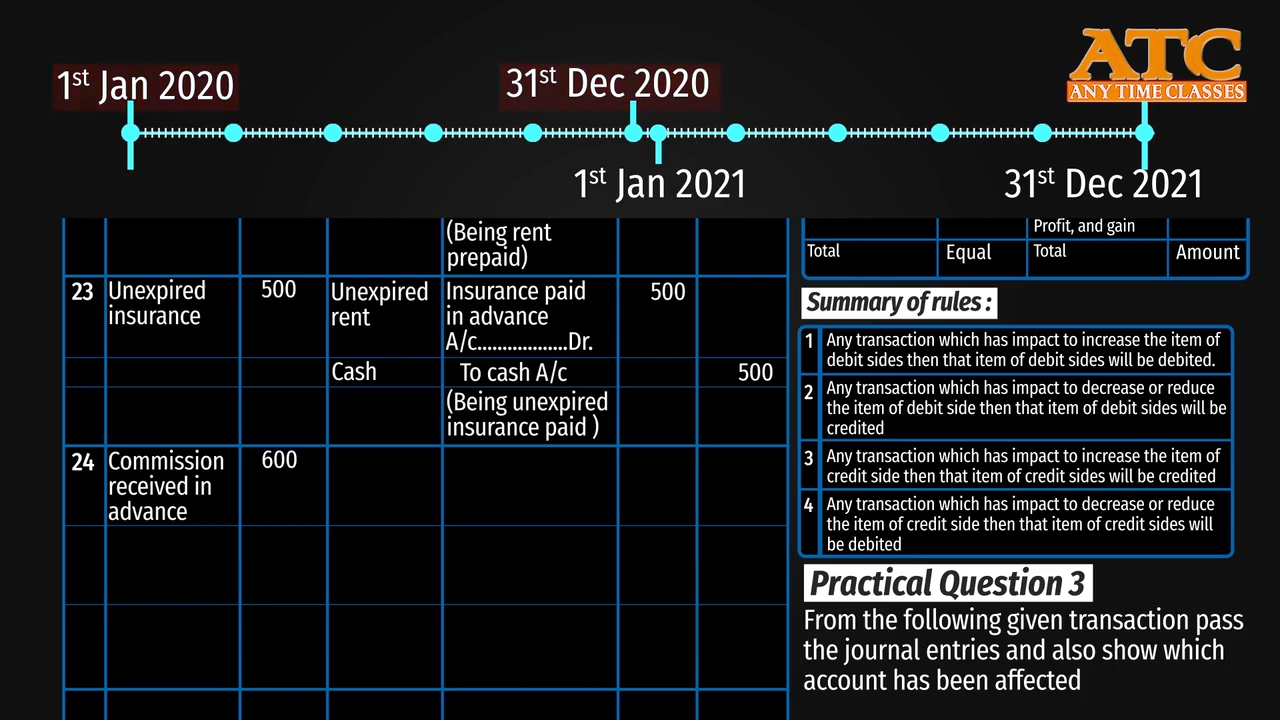 ATC
ANY TIME CLASSES
1st Jan 2020
31st Dec 2020
1st Jan 2021
31st Dec 2021
(Being rent
prepaid)
23 Unexpired insurance 500 Unexpired rent Insurance paid in advance A/c..................Dr. 500
Cash To cash A/c 500
(Being unexpired
insurance paid )
24 Commission received in advance 600
Profit, and gain
Total Equal Total Amount
Summary of rules :
1 Any transaction which has impact to increase the item of
debit sides then that item of debit sides will be debited.
2 Any transaction which has impact to decrease or reduce
the item of debit side then that item of debit sides will be
credited
3 Any transaction which has impact to increase the item of
credit side then that item of credit sides will be credited
4 Any transaction which has impact to decrease or reduce
the item of credit side then that item of credit sides will
be debited
Practical Question 3
From the following given transaction pass
the journal entries and also show which
account has been affected